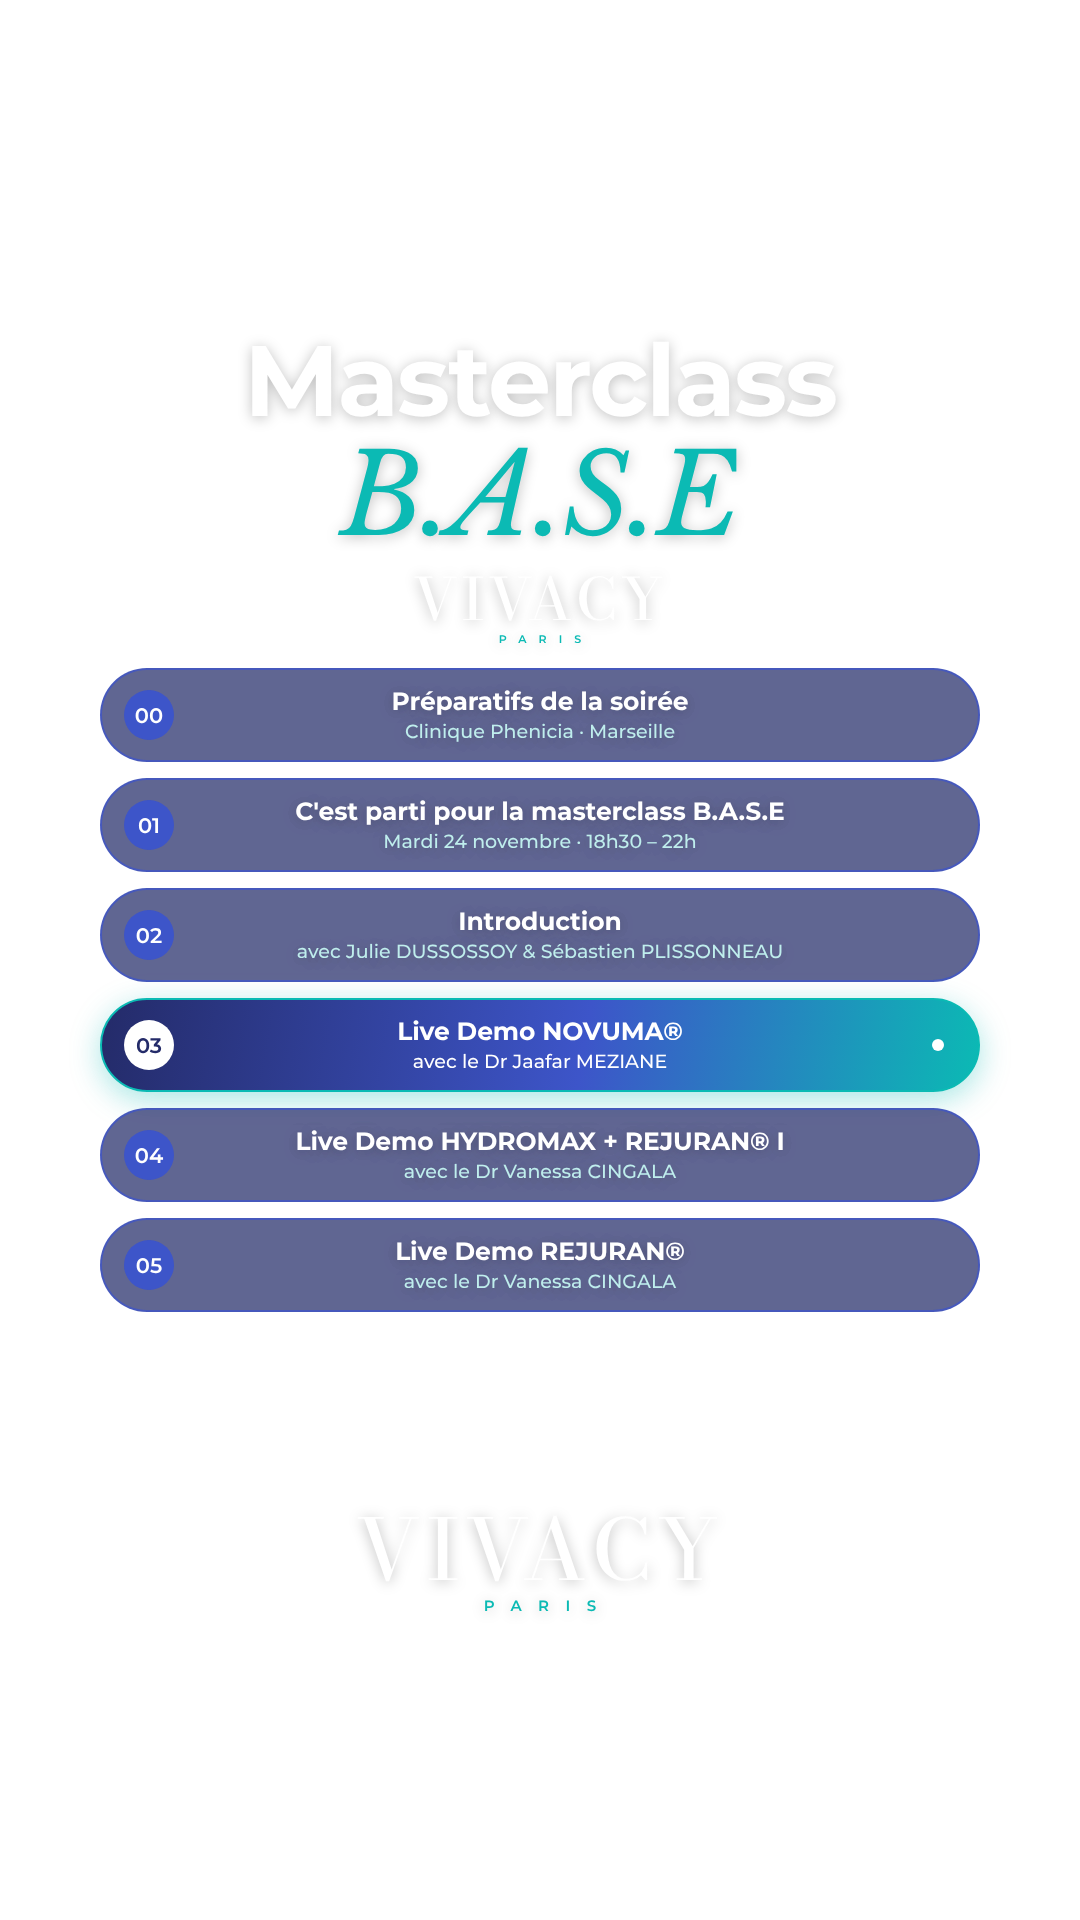 Masterclass
B.A.S.E
VIVACY
PARIS
00
Préparatifs de la soirée
Clinique Phenicia · Marseille
01
C'est parti pour la masterclass B.A.S.E
Mardi 24 novembre · 18h30 – 22h
02
Introduction
avec Julie DUSSOSSOY & Sébastien PLISSONNEAU
03
Live Demo NOVUMA®
avec le Dr Jaafar MEZIANE
04
Live Demo HYDROMAX + REJURAN® I
avec le Dr Vanessa CINGALA
05
Live Demo REJURAN®
avec le Dr Vanessa CINGALA
VIVACY
PARIS